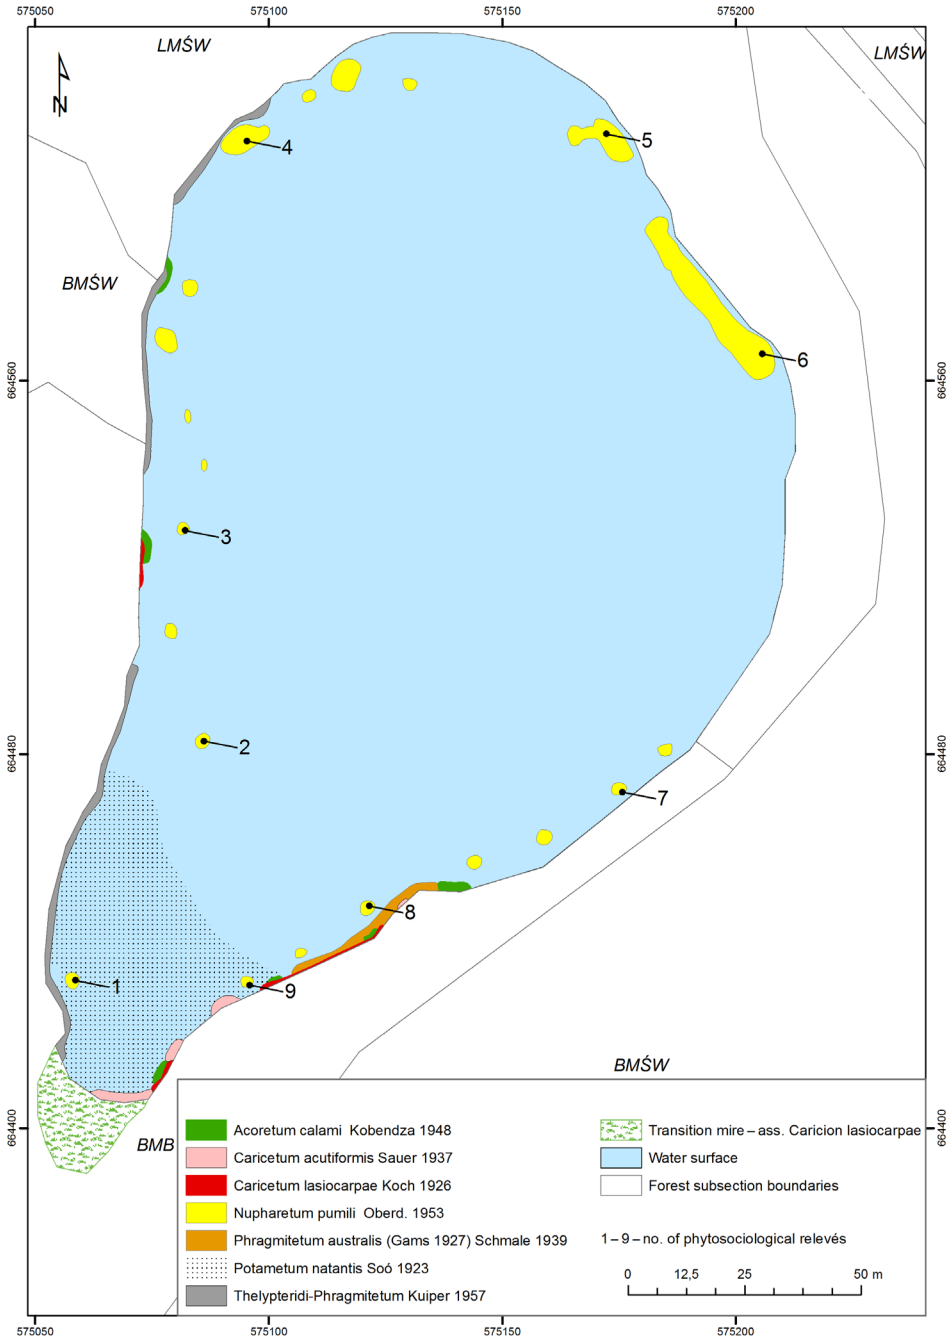 575050 575100 575150 575200
LMŚW
LMŚW
N
4
5
BMŚW
6
664560 664560
3
2
664480 664480
7
8
1
9
BMŚW
664400 664400
BMB
Acoretum calami Kobendza 1948
Caricetum acutiformis Sauer 1937
Caricetum lasiocarpae Koch 1926
Nupharetum pumili Oberd. 1953
Phragmitetum australis (Gams 1927) Schmale 1939
Potametum natantis Soó 1923
Thelypteridi-Phragmitetum Kuiper 1957
Transition mire – ass. Caricion lasiocarpae
Water surface
Forest subsection boundaries
1 – 9 – no. of phytosociological relevés
0 12,5 25 50 m
575050 575100 575150 575200